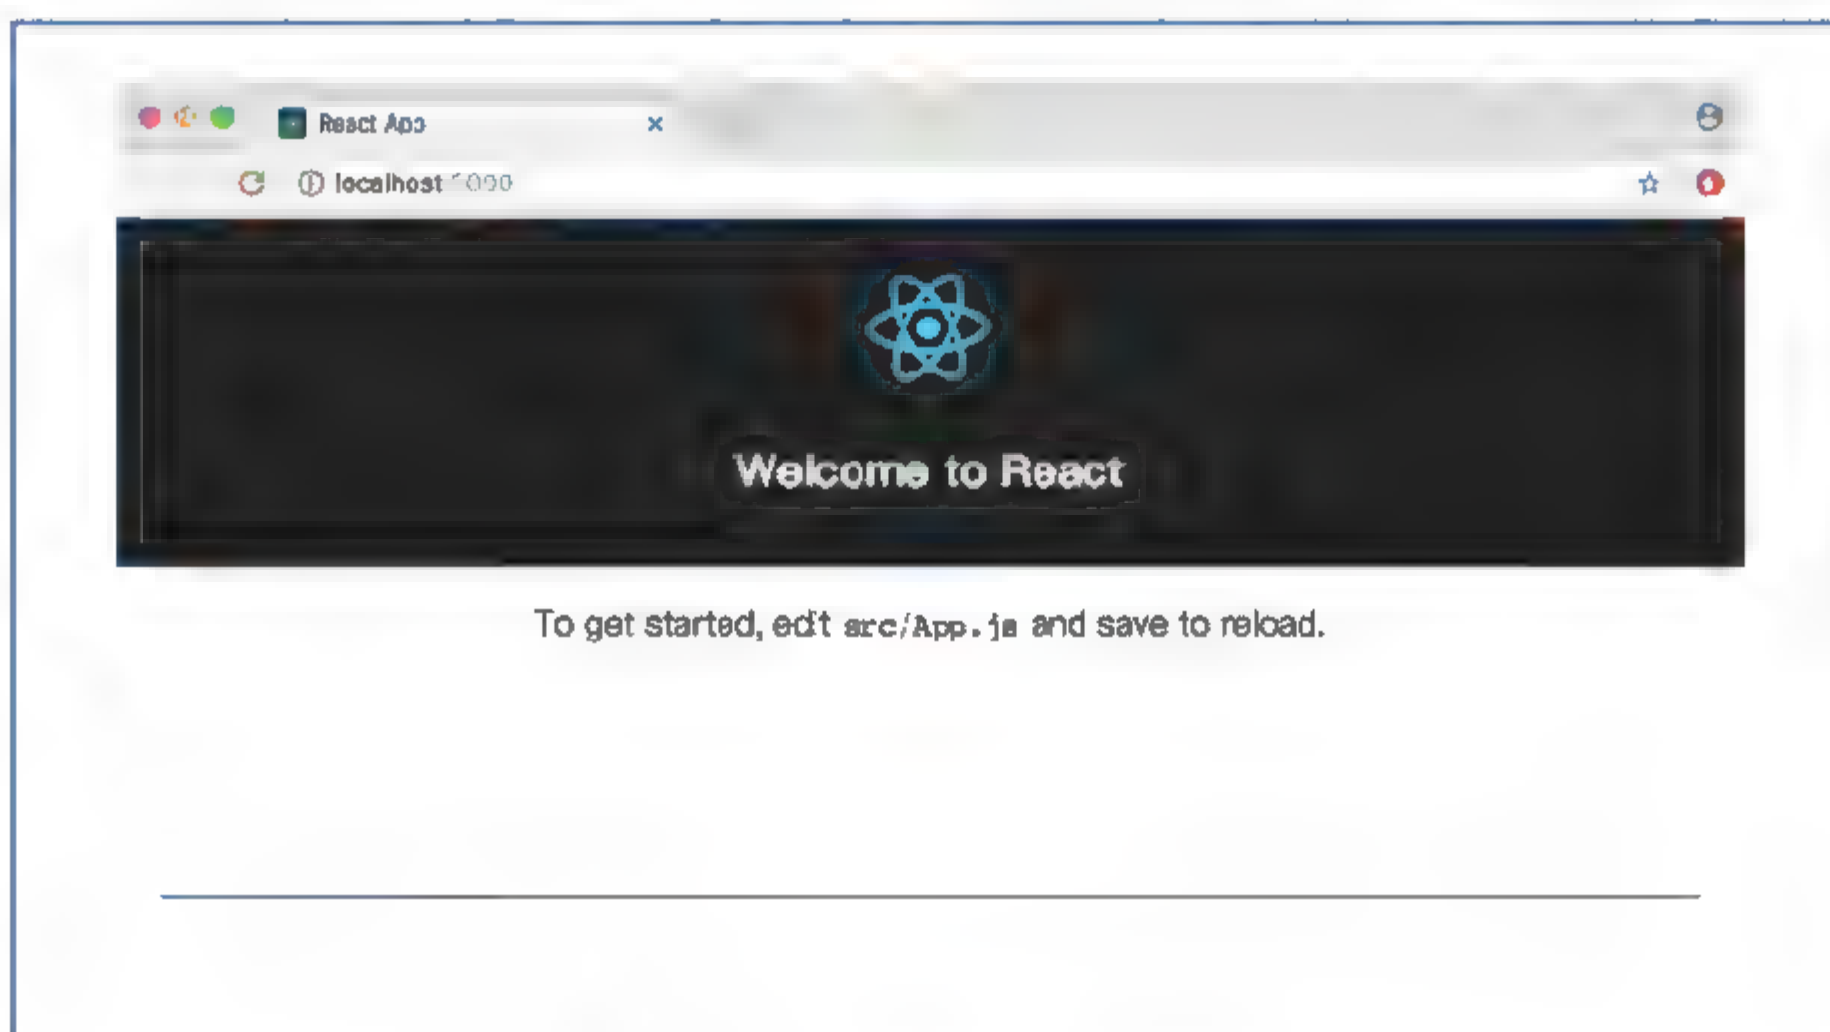 React App
localhost
Welcome to React
To get started, edit src/App.js and save to reload.